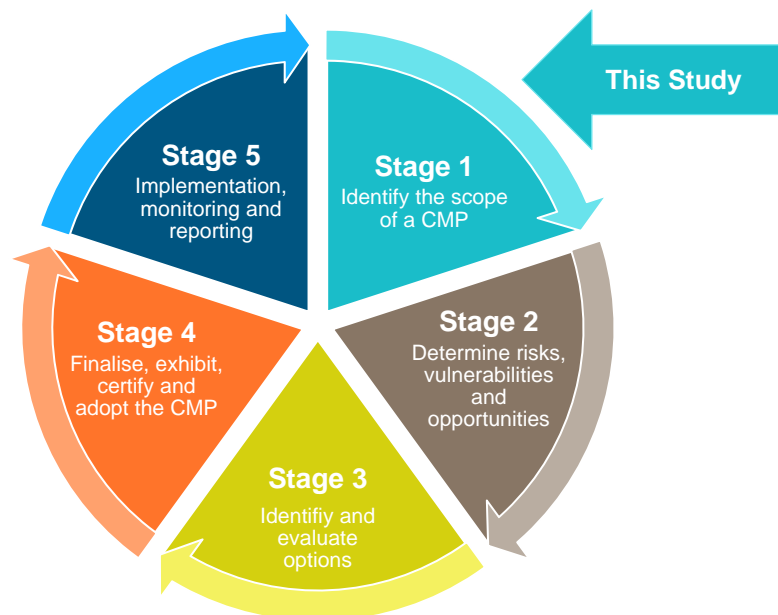 This Study
Stage 1
Identify the scope
of a CMP
Stage 2
Determine risks,
vulnerabilities
and
opportunities
Stage 3
Identifiy and
evaluate
options
Stage 4
Finalise, exhibit,
certify and
adopt the CMP
Stage 5
Implementation,
monitoring and
reporting